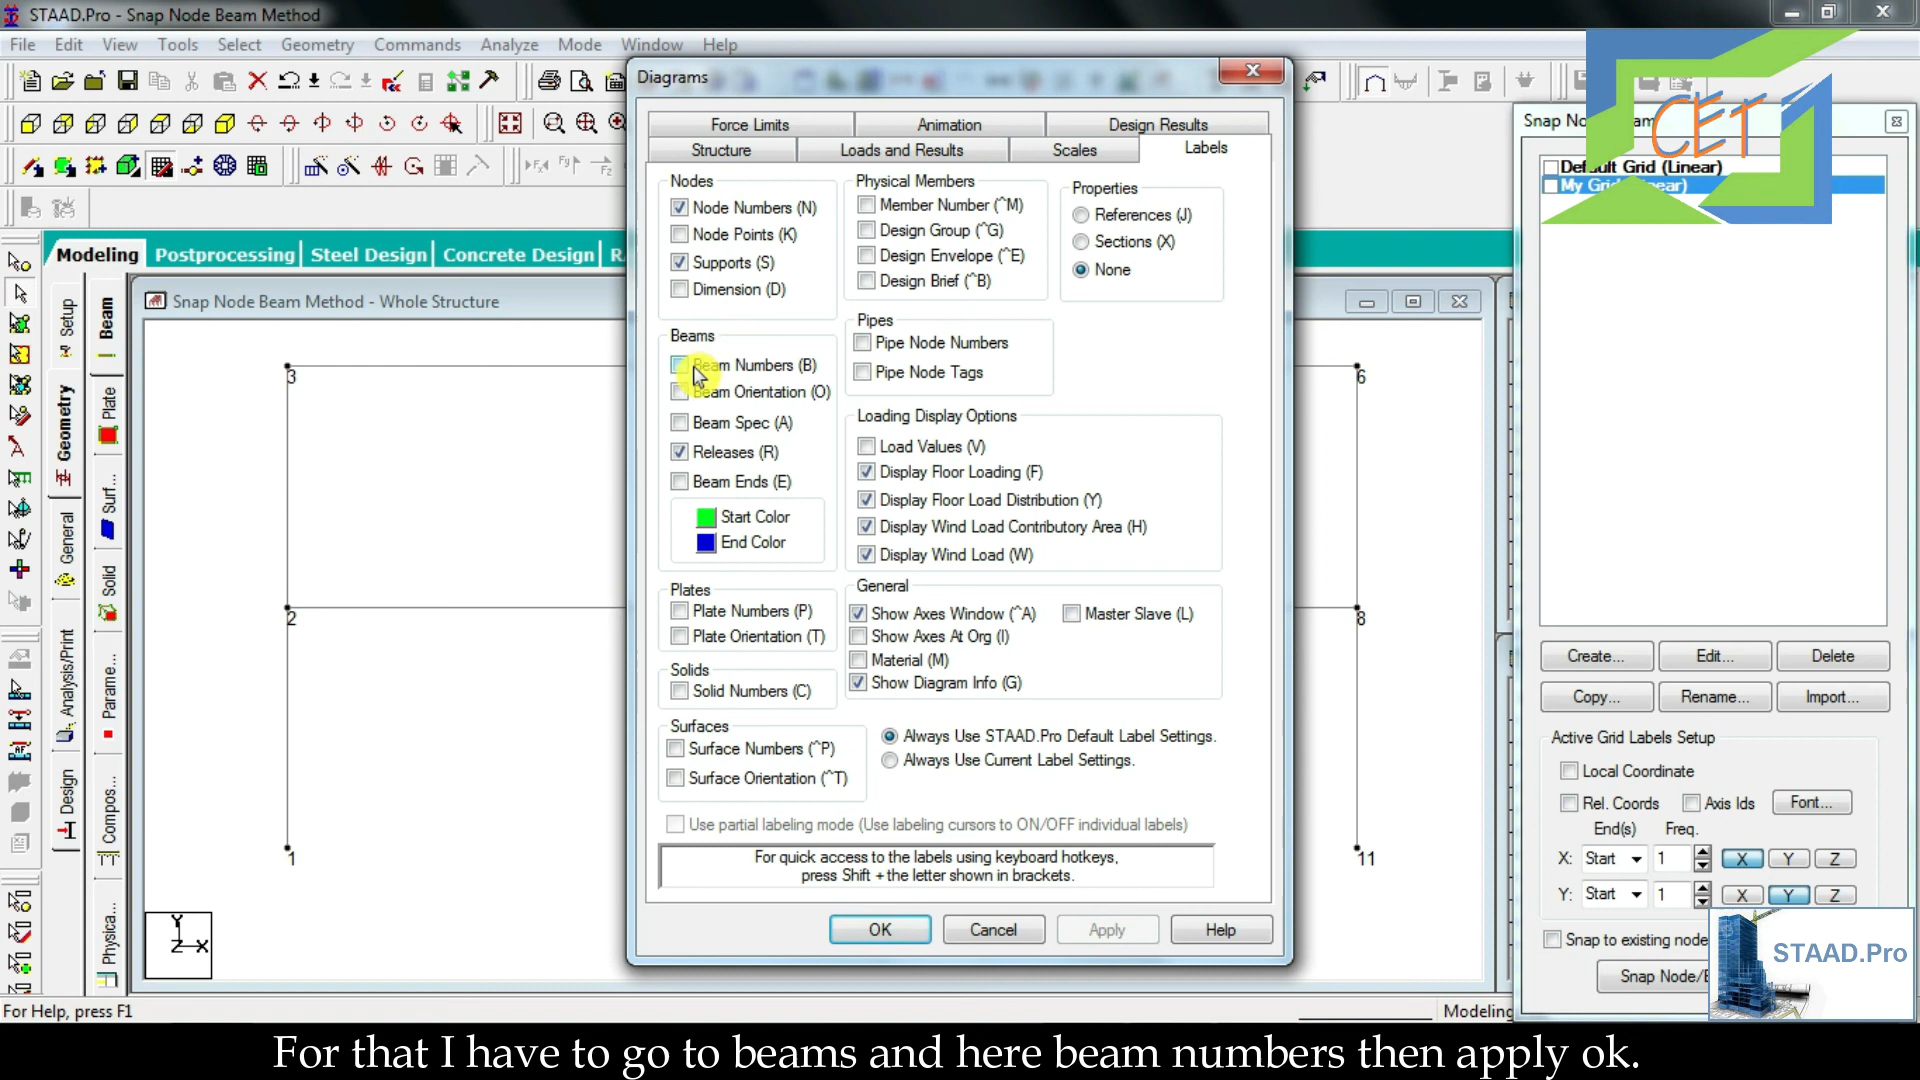 STAAD.Pro - Snap Node Beam Method
File Edit View Tools Select Geometry Commands Analyze Mode Window Help
Diagrams
Force Limits Animation Design Results
Structure Loads and Results Scales Labels
Nodes
Node Numbers (N)
Node Points (K)
Supports (S)
Dimension (D)
Physical Members
Member Number (^M)
Design Group (^G)
Design Envelope (^E)
Design Brief (^B)
Properties
References (J)
Sections (X)
None
Beams
Beam Numbers (B)
Beam Orientation (O)
Beam Spec (A)
Releases (R)
Beam Ends (E)
Start Color
End Color
Pipes
Pipe Node Numbers
Pipe Node Tags
Loading Display Options
Load Values (V)
Display Floor Loading (F)
Display Floor Load Distribution (Y)
Display Wind Load Contributory Area (H)
Display Wind Load (W)
Plates
Plate Numbers (P)
Plate Orientation (T)
Solids
Solid Numbers (C)
General
Show Axes Window (^A) Master Slave (L)
Show Axes At Org (I)
Material (M)
Show Diagram Info (G)
Surfaces
Surface Numbers (^P)
Surface Orientation (^T)
Always Use STAAD.Pro Default Label Settings.
Always Use Current Label Settings.
Use partial labeling mode (Use labeling cursors to ON/OFF individual labels)
For quick access to the labels using keyboard hotkeys,
press Shift + the letter shown in brackets.
OK Cancel Apply Help
Modeling Postprocessing Steel Design Concrete Design
Snap Node Beam Method - Whole Structure
Setup
Geometry
General
Analysis/Print
Design
Beam
Plate
Surf...
Solid
Parame...
Compos...
Physica...
3
2
1
6
8
11
Y
Z X
CET
Default Grid (Linear)
Create... Edit... Delete
Copy... Rename... Import...
Active Grid Labels Setup
Local Coordinate
Rel. Coords Axis Ids Font...
End(s) Freq.
X: Start 1 X Y Z
Y: Start 1 X Y Z
Snap to existing node
Snap Node/
STAAD.Pro
For Help, press F1
Modeling
For that I have to go to beams and here beam numbers then apply ok.